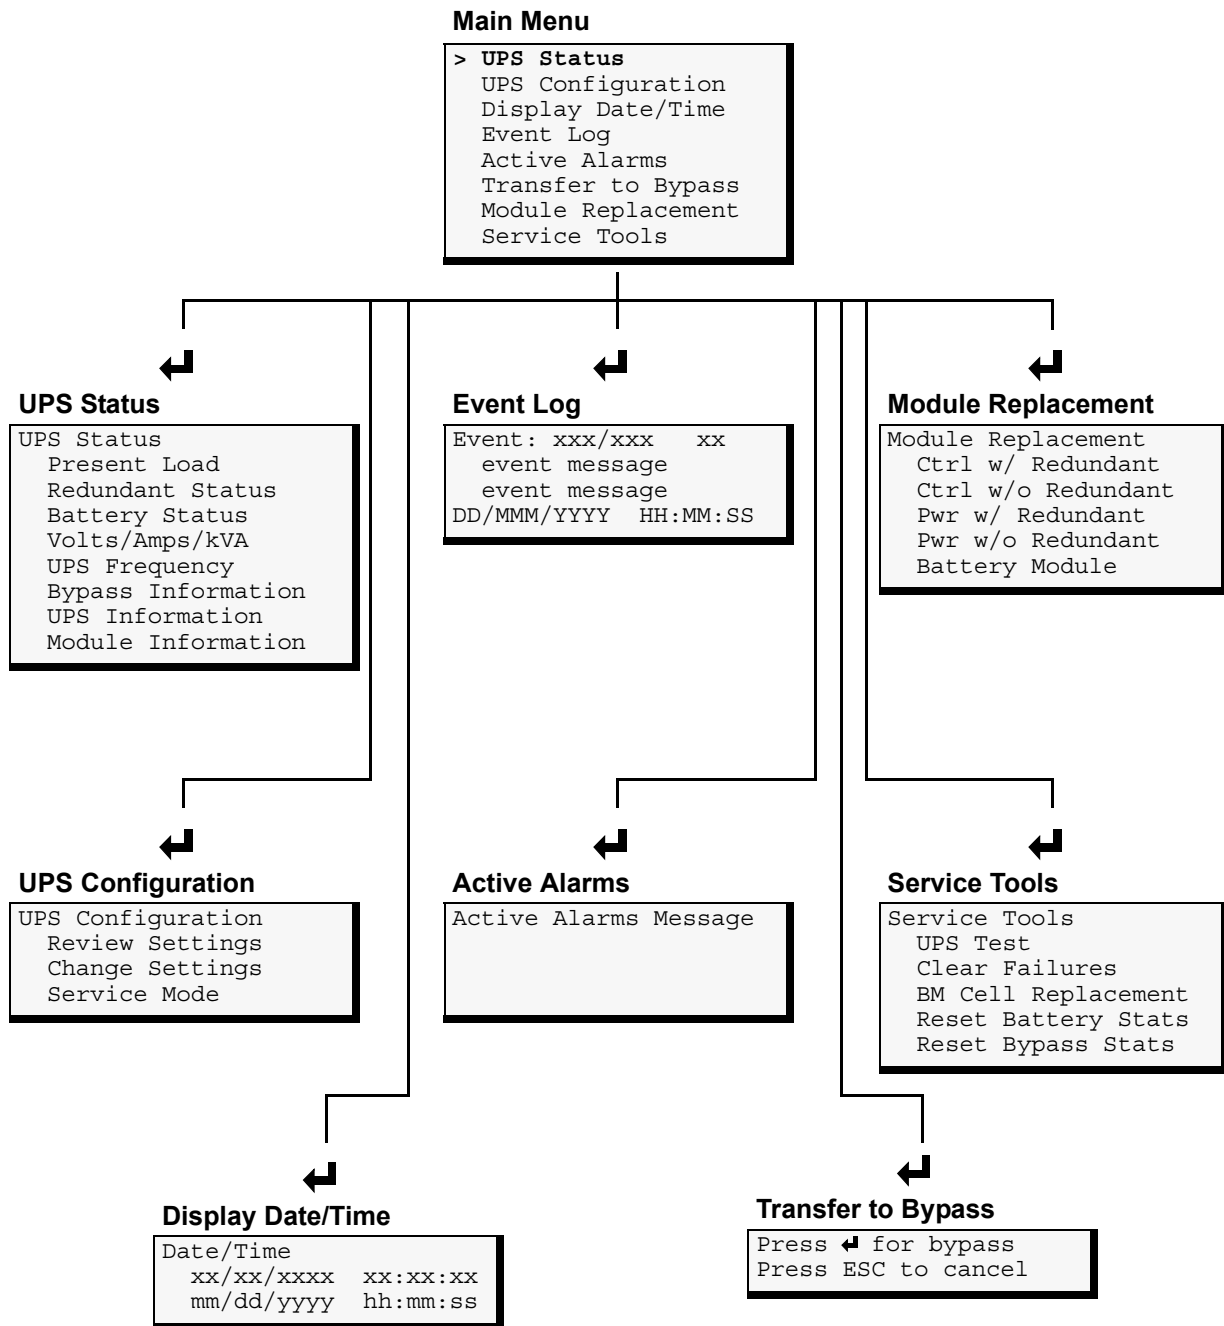 Main Menu
> UPS Status
UPS Configuration
Display Date/Time
Event Log
Active Alarms
Transfer to Bypass
Module Replacement
Service Tools
UPS Status
UPS Status
Present Load
Redundant Status
Battery Status
Volts/Amps/kVA
UPS Frequency
Bypass Information
UPS Information
Module Information
Event Log
Event: xxx/xxx xx
event message
event message
DD/MMM/YYYY HH:MM:SS
Module Replacement
Module Replacement
Ctrl w/ Redundant
Ctrl w/o Redundant
Pwr w/ Redundant
Pwr w/o Redundant
Battery Module
UPS Configuration
UPS Configuration
Review Settings
Change Settings
Service Mode
Active Alarms
Active Alarms Message
Service Tools
Service Tools
UPS Test
Clear Failures
BM Cell Replacement
Reset Battery Stats
Reset Bypass Stats
Display Date/Time
Date/Time
xx/xx/xxxx xx:xx:xx
mm/dd/yyyy hh:mm:ss
Transfer to Bypass
Press ↵ for bypass
Press ESC to cancel